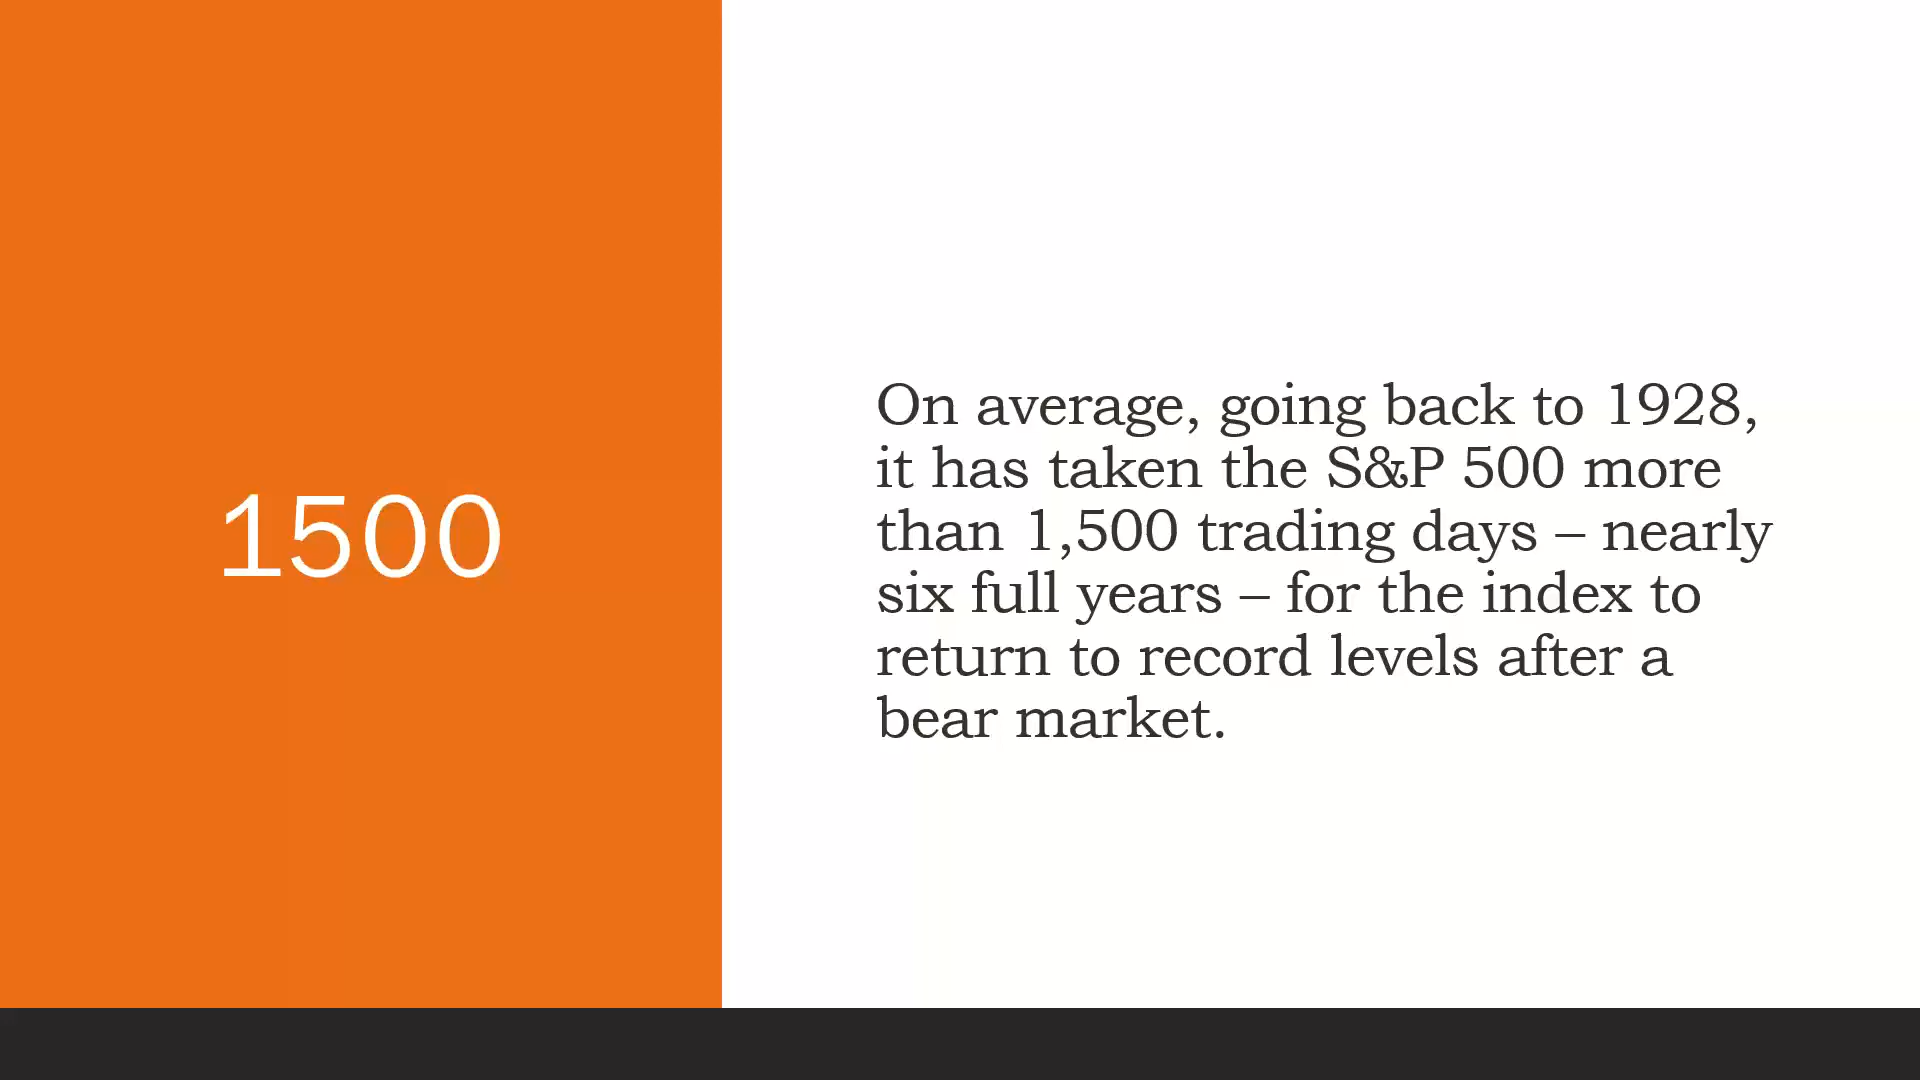 1500
On average, going back to 1928,
it has taken the S&P 500 more
than 1,500 trading days – nearly
six full years – for the index to
return to record levels after a
bear market.